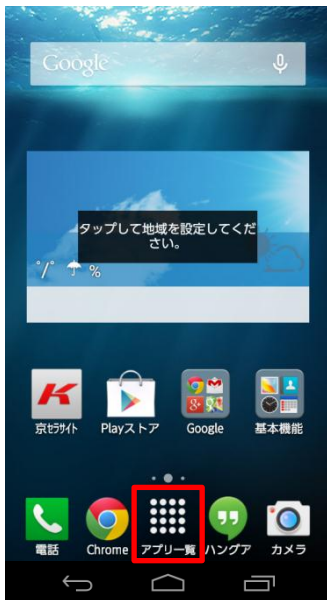 Google
タップして地域を設定してくだ
さい。
°/° %
京セラサイト Playストア Google 基本機能
電話 Chrome アプリ一覧 ハングア カメラ